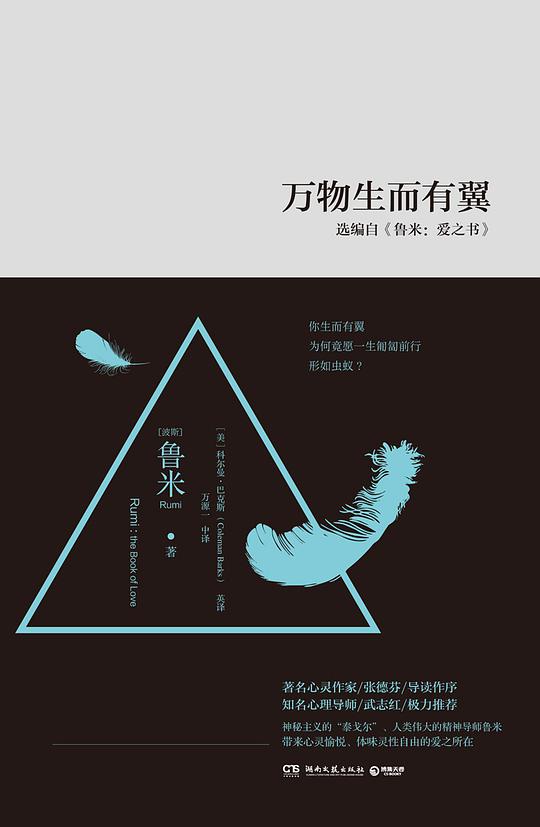 万物生而有翼
选编自《鲁米：爱之书》
你生而有翼
为何竟愿一生匍匐前行
形如虫蚁？
[波斯]
鲁米
Rumi
● 著
[美] 科尔曼·巴克斯（Coleman Barks） 英译
万源一 中译
Rumi : the Book of Love
著名心灵作家/张德芬/导读作序
知名心理导师/武志红/极力推荐
神秘主义的“泰戈尔”、人类伟大的精神导师鲁米
带来心灵愉悦、体味灵性自由的爱之所在
湖南文艺出版社
博集天卷
CS-BOOKY